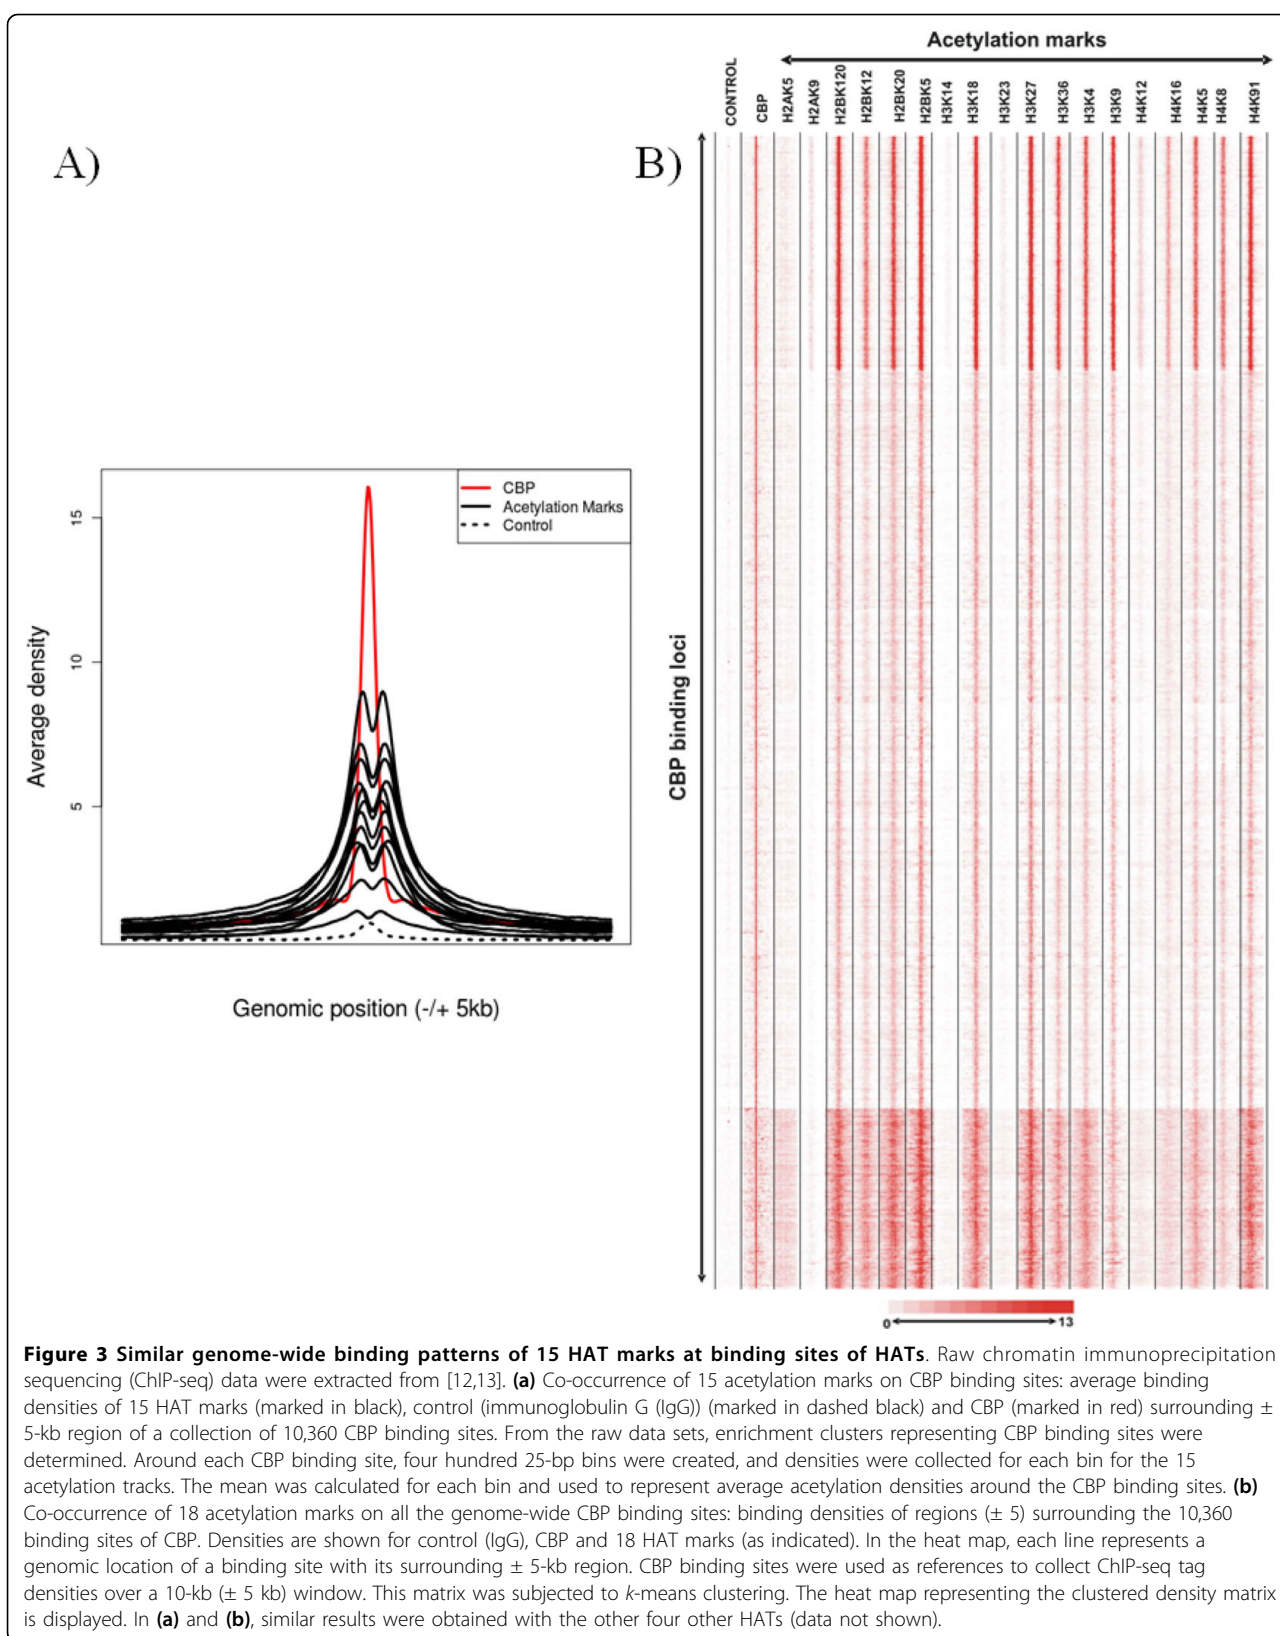 Acetylation marks
CONTROL
CBP
H2AK5
H2AK9
H2BK120
H2BK12
H2BK20
H2BK5
H3K14
H3K18
H3K23
H3K27
H3K36
H3K4
H3K9
H4K12
H4K16
H4K5
H4K8
H4K91
A)
B)
CBP
Acetylation Marks
Control
15
10
5
Average density
Genomic position (-/+ 5kb)
CBP binding loci
0
13
Figure 3 Similar genome-wide binding patterns of 15 HAT marks at binding sites of HATs. Raw chromatin immunoprecipitation
sequencing (ChIP-seq) data were extracted from [12,13]. (a) Co-occurrence of 15 acetylation marks on CBP binding sites: average binding
densities of 15 HAT marks (marked in black), control (immunoglobulin G (IgG)) (marked in dashed black) and CBP (marked in red) surrounding ±
5-kb region of a collection of 10,360 CBP binding sites. From the raw data sets, enrichment clusters representing CBP binding sites were
determined. Around each CBP binding site, four hundred 25-bp bins were created, and densities were collected for each bin for the 15
acetylation tracks. The mean was calculated for each bin and used to represent average acetylation densities around the CBP binding sites. (b)
Co-occurrence of 18 acetylation marks on all the genome-wide CBP binding sites: binding densities of regions (± 5) surrounding the 10,360
binding sites of CBP. Densities are shown for control (IgG), CBP and 18 HAT marks (as indicated). In the heat map, each line represents a
genomic location of a binding site with its surrounding ± 5-kb region. CBP binding sites were used as references to collect ChIP-seq tag
densities over a 10-kb (± 5 kb) window. This matrix was subjected to k-means clustering. The heat map representing the clustered density matrix
is displayed. In (a) and (b), similar results were obtained with the other four other HATs (data not shown).